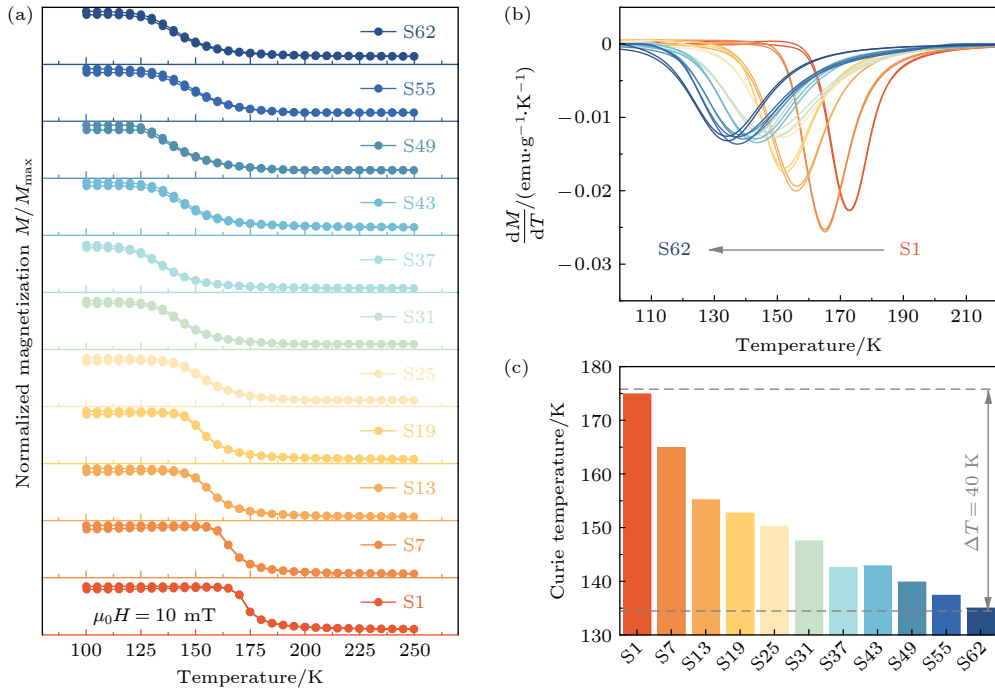 (a)
Normalized magnetization M/M_max
S62
S55
S49
S43
S37
S31
S25
S19
S13
S7
S1
μ₀H = 10 mT
100 125 150 175 200 225 250
Temperature/K
(b)
dM/dT/(emu·g⁻¹·K⁻¹)
0
−0.01
−0.02
−0.03
S62
S1
110 130 150 170 190 210
Temperature/K
(c)
Curie temperature/K
180
175
170
160
150
140
130
ΔT = 40 K
S1 S7 S13 S19 S25 S31 S37 S43 S49 S55 S62